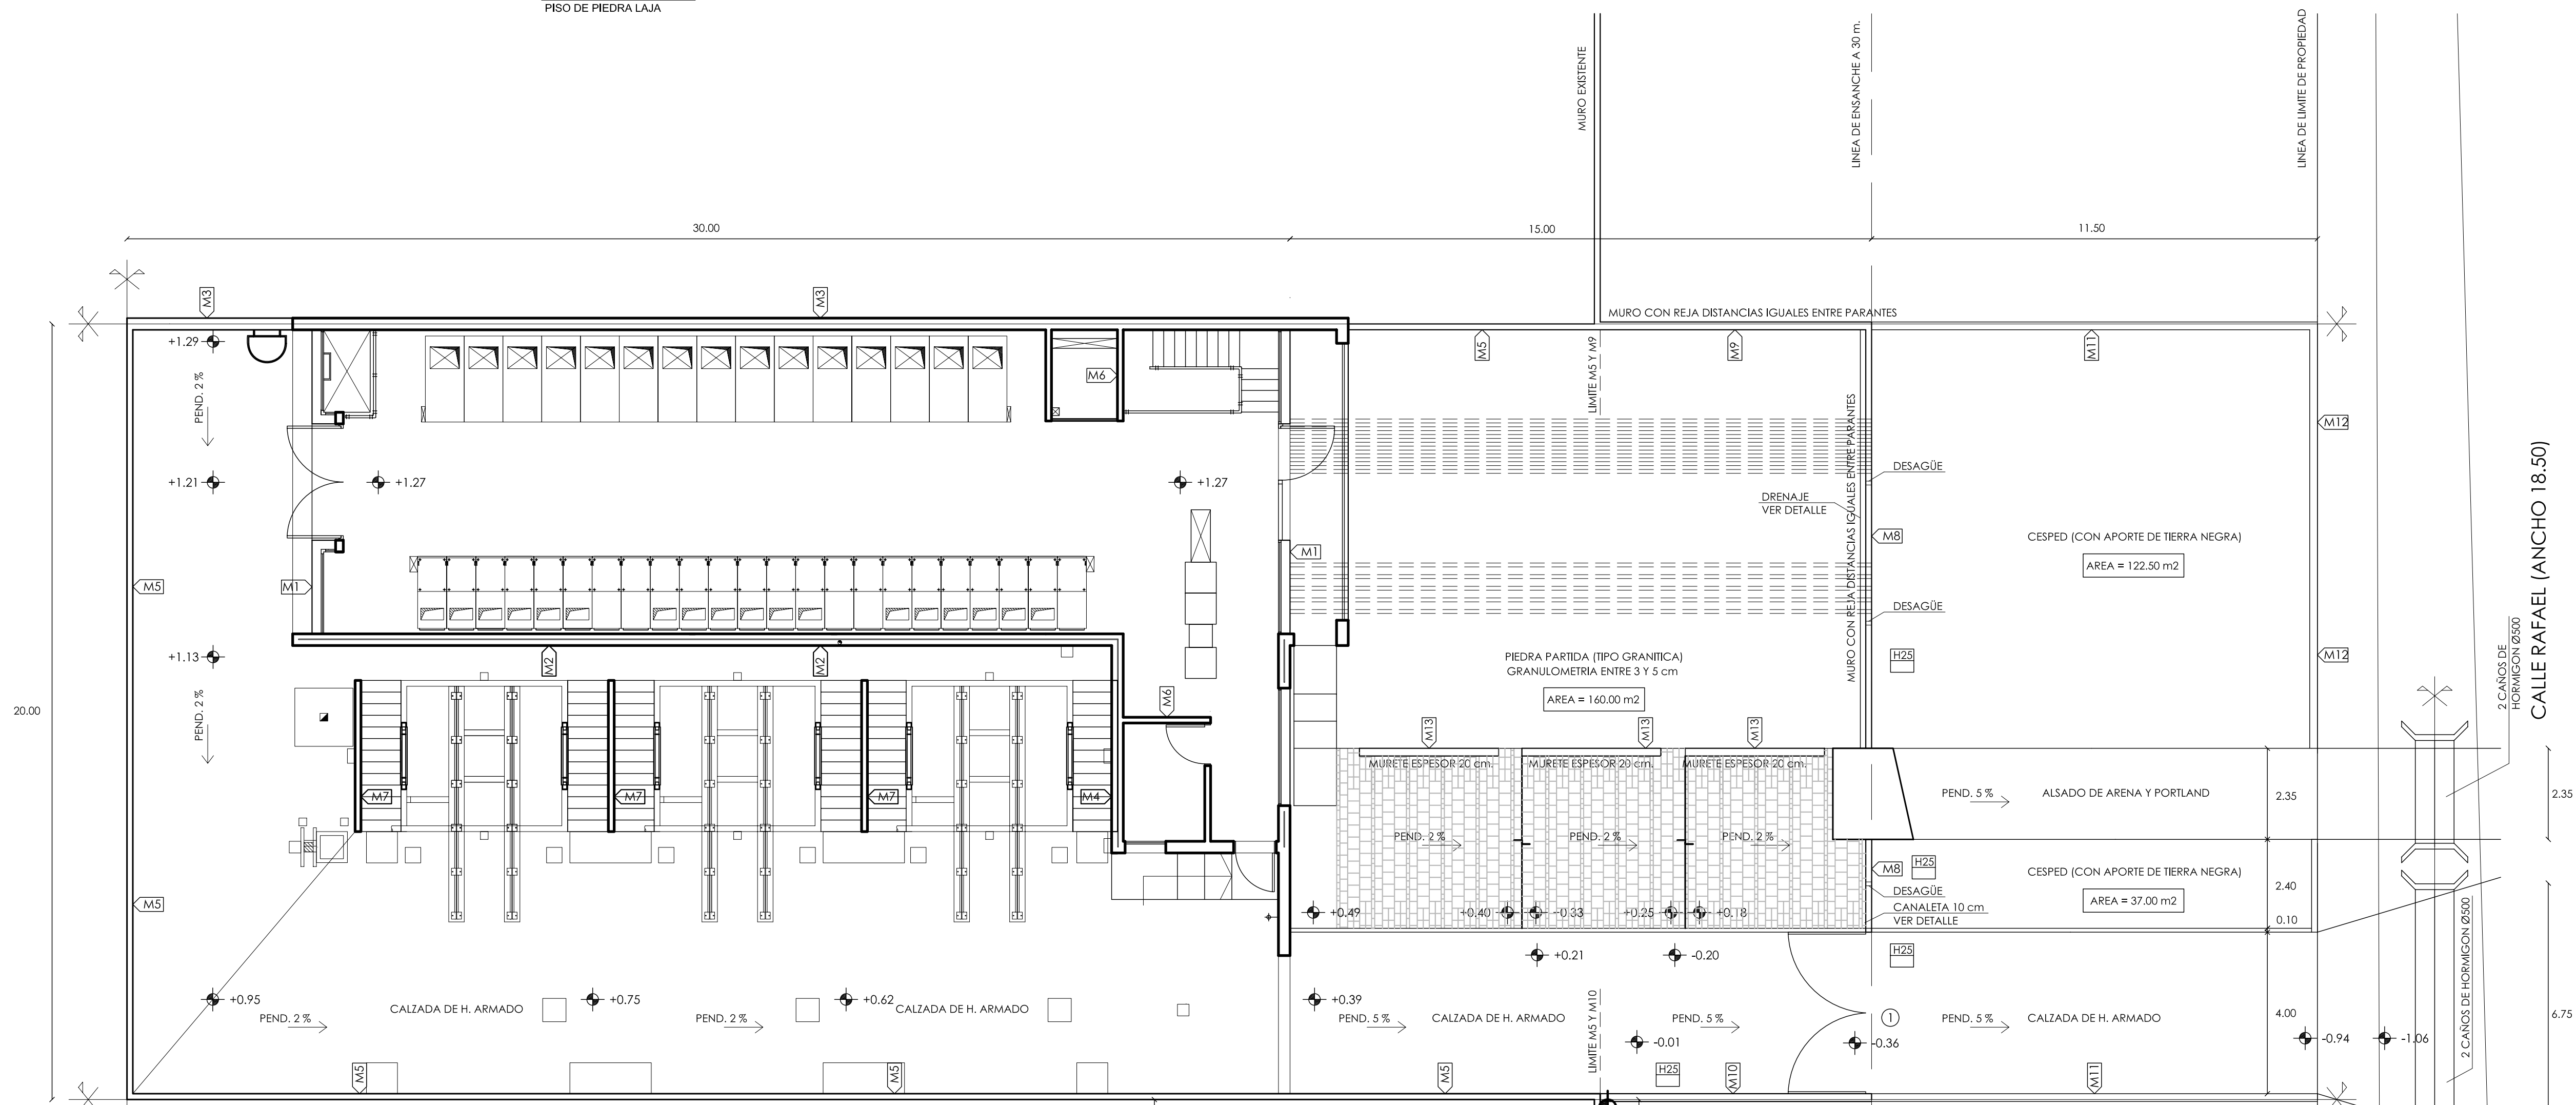 PISO DE PIEDRA LAJA
MURO EXISTENTE
LINEA DE ENSANCHE A 30 m.
LINEA DE LIMITE DE PROPIEDAD
30.00
15.00
11.50
M3
M3
MURO CON REJA DISTANCIAS IGUALES ENTRE PARANTES
+1.29
PEND. 2 %
M6
M5
LIMITE M5 Y M9
M9
M11
M12
+1.21
+1.27
+1.27
DESAGÜE
DRENAJE
VER DETALLE
MURO CON REJA DISTANCIAS IGUALES ENTRE PARANTES
M8
CESPED (CON APORTE DE TIERRA NEGRA)
AREA = 122.50 m2
M1
M5
M1
DESAGÜE
CALLE RAFAEL (ANCHO 18.50)
+1.13
M2
M2
PIEDRA PARTIDA (TIPO GRANITICA)
GRANULOMETRIA ENTRE 3 Y 5 cm
AREA = 160.00 m2
H25
M12
2 CAÑOS DE
HORMIGON Ø500
20.00
PEND. 2 %
M6
M13
M13
M13
MURETE ESPESOR 20 cm.
MURETE ESPESOR 20 cm.
MURETE ESPESOR 20 cm.
M7
M7
M7
M4
PEND. 5 %
ALSADO DE ARENA Y PORTLAND
2.35
2.35
PEND. 2 %
PEND. 2 %
PEND. 2 %
M8
H25
CESPED (CON APORTE DE TIERRA NEGRA)
DESAGÜE
2.40
M5
CANALETA 10 cm
VER DETALLE
AREA = 37.00 m2
0.10
+0.49
+0.40
+0.33
+0.25
+0.18
+0.21
-0.20
H25
2 CAÑOS DE HORMIGON Ø500
+0.95
+0.75
+0.62
+0.39
CALZADA DE H. ARMADO
CALZADA DE H. ARMADO
PEND. 2 %
PEND. 2 %
PEND. 5 %
CALZADA DE H. ARMADO
LIMITE M5 Y M10
PEND. 5 %
1
PEND. 5 %
CALZADA DE H. ARMADO
4.00
6.75
-0.01
-0.36
-0.94
-1.06
M5
M5
M5
H25
M10
M11